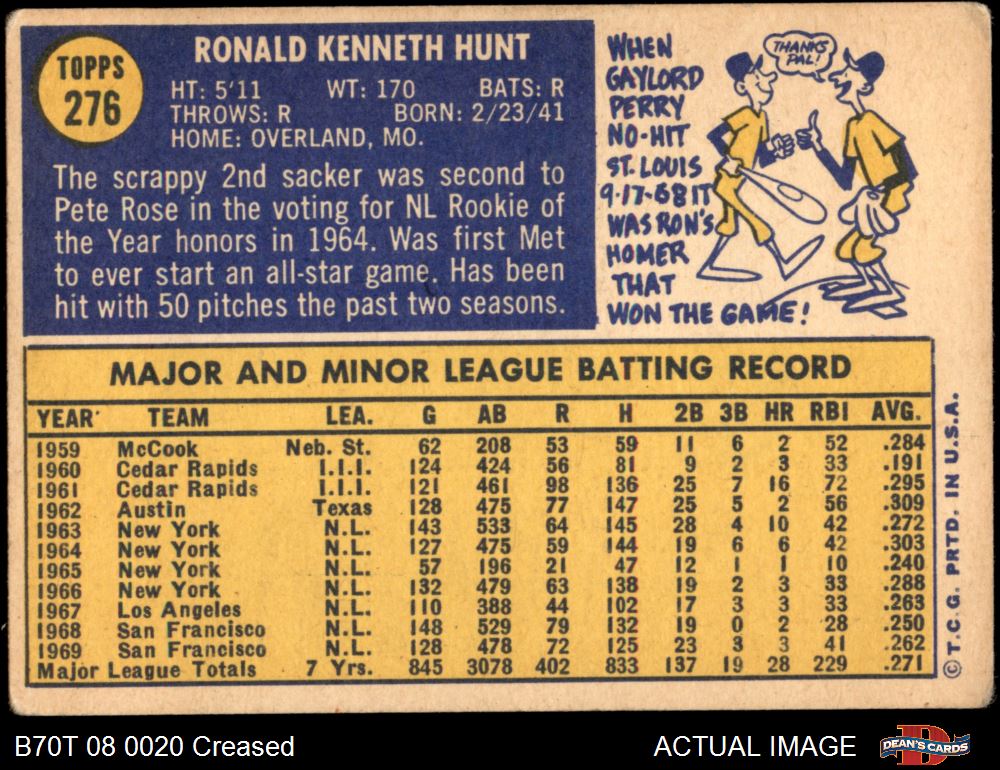 TOPPS
276
RONALD KENNETH HUNT
HT: 5'11 WT: 170 BATS: R
THROWS: R BORN: 2/23/41
HOME: OVERLAND, MO.
The scrappy 2nd sacker was second to
Pete Rose in the voting for NL Rookie of
the Year honors in 1964. Was first Met
to ever start an all-star game. Has been
hit with 50 pitches the past two seasons.
WHEN
GAYLORD
PERRY
NO-HIT
ST. LOUIS
9-17-68 IT
WAS RON'S
HOMER
THAT
WON THE GAME!
THANKS
PAL!
MAJOR AND MINOR LEAGUE BATTING RECORD
YEAR TEAM LEA. G AB R H 2B 3B HR RBI AVG.
1959 McCook Neb. St. 62 208 53 59 11 6 2 52 .284
1960 Cedar Rapids I.I.I. 124 424 56 81 9 2 3 33 .191
1961 Cedar Rapids I.I.I. 121 461 98 136 25 7 16 72 .295
1962 Austin Texas 128 475 77 147 25 5 2 56 .309
1963 New York N.L. 143 533 64 145 28 4 10 42 .272
1964 New York N.L. 127 475 59 144 19 6 6 42 .303
1965 New York N.L. 57 196 21 47 12 1 1 10 .240
1966 New York N.L. 132 479 63 138 19 2 3 33 .288
1967 Los Angeles N.L. 110 388 44 102 17 3 3 33 .263
1968 San Francisco N.L. 148 529 79 132 19 0 2 28 .250
1969 San Francisco N.L. 128 478 72 125 23 3 3 41 .262
Major League Totals 7 Yrs. 845 3078 402 833 137 19 28 229 .271
© T.C.G. PRTD. IN U.S.A.
B70T 08 0020 Creased
ACTUAL IMAGE
D
DEAN'S CARDS